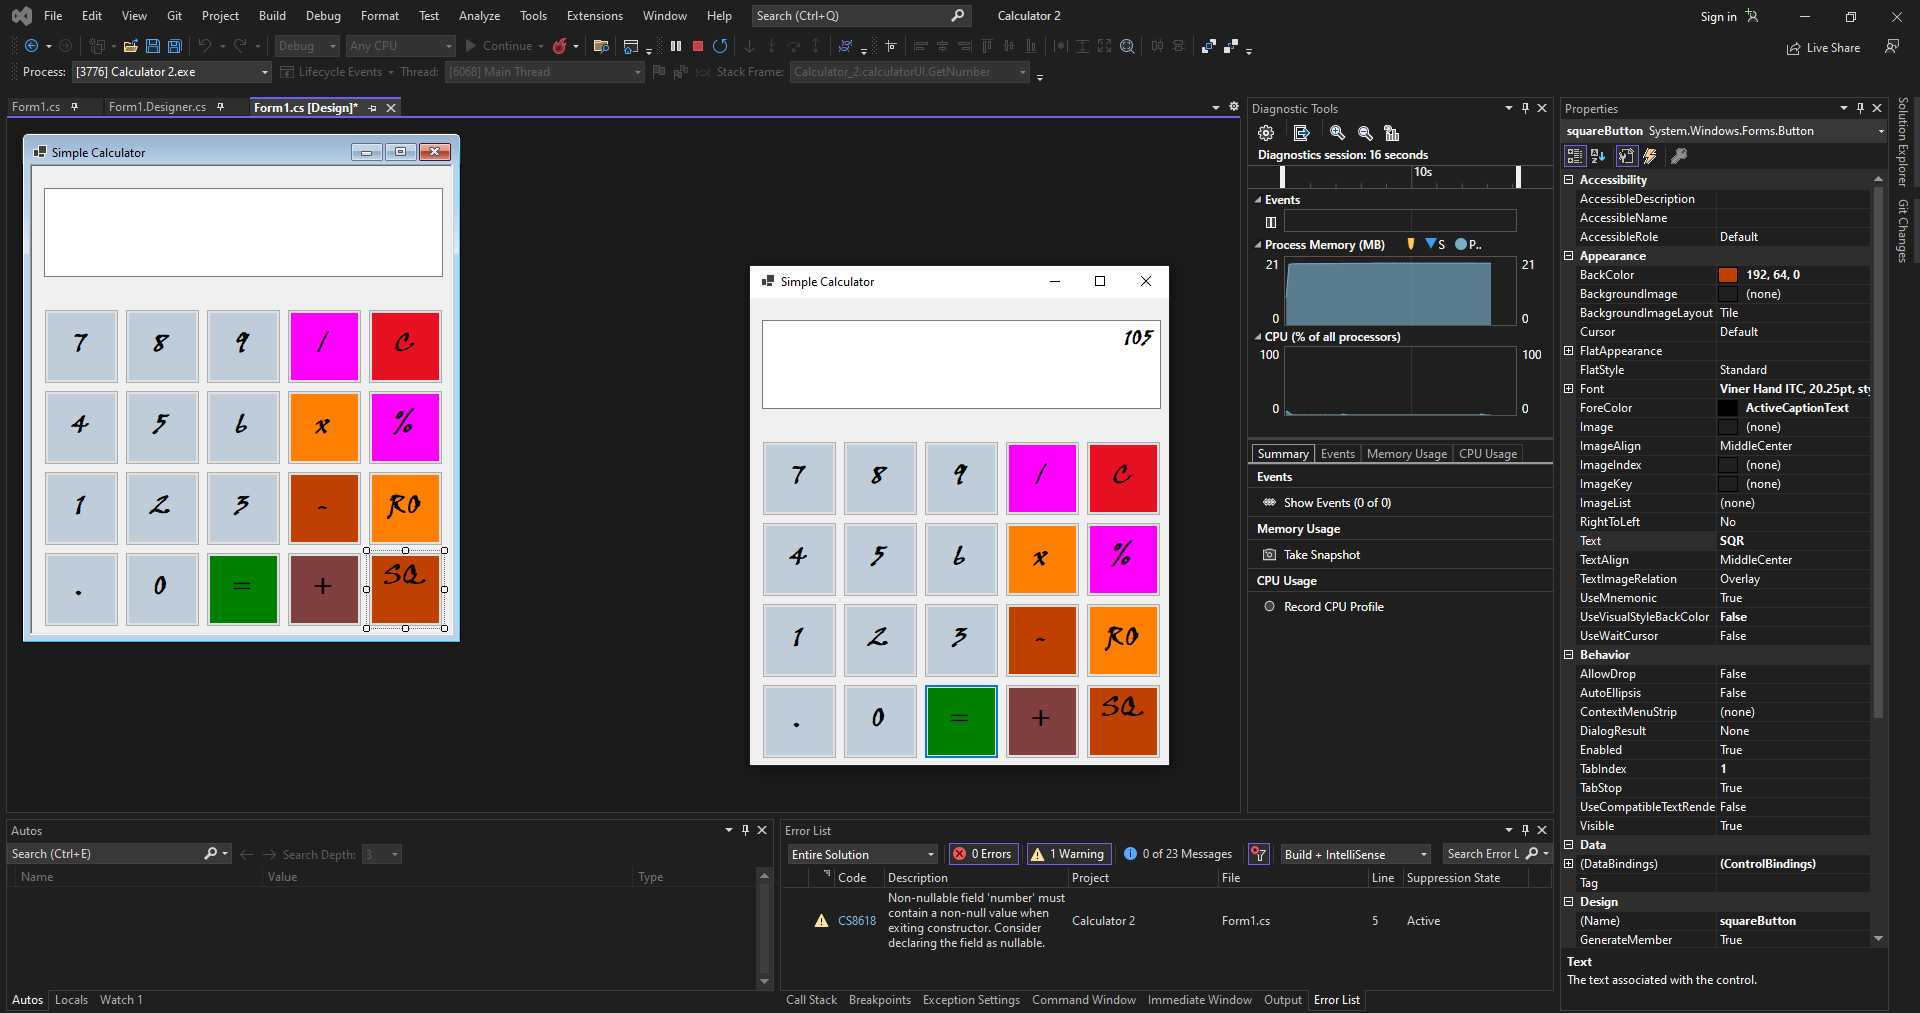 File Edit View Git Project Build Debug Format Test Analyze Tools Extensions Window Help Search (Ctrl+Q) Calculator 2 Sign in
Debug Any CPU Continue Live Share
Process: [3776] Calculator 2.exe Lifecycle Events Thread: [6068] Main Thread Stack Frame: Calculator_2.calculatorUI.GetNumber
Form1.cs Form1.Designer.cs Form1.cs [Design]*
Simple Calculator
7 8 9 / C
4 5 6 x %
1 2 3 - RO
. 0 = + SQ
Simple Calculator
105
7 8 9 / C
4 5 6 x %
1 2 3 - RO
. 0 = + SQ
Diagnostic Tools
Diagnostics session: 16 seconds
10s
Events
Process Memory (MB) S P..
21 21
0 0
CPU (% of all processors)
100 100
0 0
Summary Events Memory Usage CPU Usage
Events
Show Events (0 of 0)
Memory Usage
Take Snapshot
CPU Usage
Record CPU Profile
Properties
squareButton System.Windows.Forms.Button
Accessibility
AccessibleDescription
AccessibleName
AccessibleRole Default
Appearance
BackColor 192, 64, 0
BackgroundImage (none)
BackgroundImageLayout Tile
Cursor Default
FlatAppearance
FlatStyle Standard
Font Viner Hand ITC, 20.25pt, sty
ForeColor ActiveCaptionText
Image (none)
ImageAlign MiddleCenter
ImageIndex (none)
ImageKey (none)
ImageList (none)
RightToLeft No
Text SQR
TextAlign MiddleCenter
TextImageRelation Overlay
UseMnemonic True
UseVisualStyleBackColor False
UseWaitCursor False
Behavior
AllowDrop False
AutoEllipsis False
ContextMenuStrip (none)
DialogResult None
Enabled True
TabIndex 1
TabStop True
UseCompatibleTextRende False
Visible True
Data
(DataBindings) (ControlBindings)
Tag
Design
(Name) squareButton
GenerateMember True
Text
The text associated with the control.
Solution Explorer
Git Changes
Autos
Search (Ctrl+E) Search Depth: 3
Name Value Type
Autos Locals Watch 1
Error List
Entire Solution 0 Errors 1 Warning 0 of 23 Messages Build + IntelliSense Search Error L
Code Description Project File Line Suppression State
CS8618 Non-nullable field 'number' must contain a non-null value when exiting constructor. Consider declaring the field as nullable. Calculator 2 Form1.cs 5 Active
Call Stack Breakpoints Exception Settings Command Window Immediate Window Output Error List